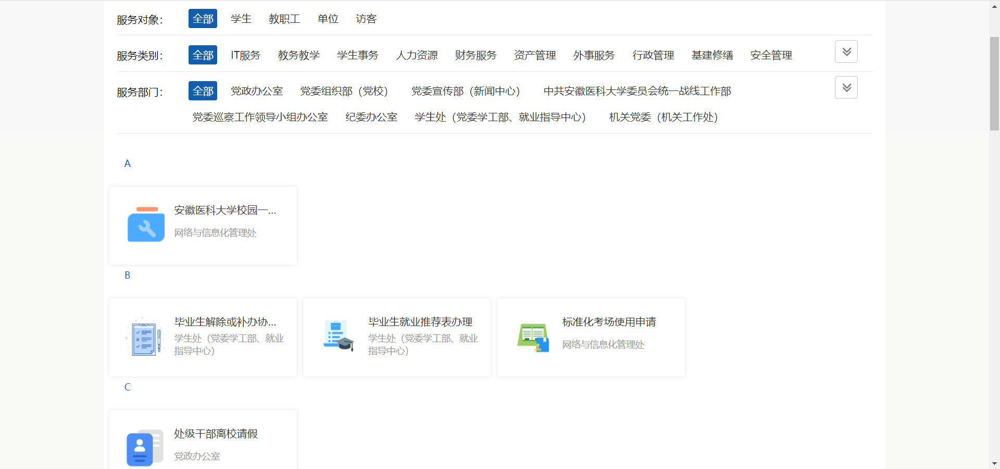 服务对象： 全部 学生 教职工 单位 访客
服务类别： 全部 IT服务 教务教学 学生事务 人力资源 财务服务 资产管理 外事服务 行政管理 基建修缮 安全管理
服务部门： 全部 党政办公室 党委组织部（党校） 党委宣传部（新闻中心） 中共安徽医科大学委员会统一战线工作部
党委巡察工作领导小组办公室 纪委办公室 学生处（党委学工部、就业指导中心） 机关党委（机关工作处）
A
安徽医科大学校园一...
网络与信息化管理处
B
毕业生解除或补办协...
学生处（党委学工部、就业
指导中心）
毕业生就业推荐表办理
学生处（党委学工部、就业
指导中心）
标准化考场使用申请
网络与信息化管理处
C
处级干部离校请假
党政办公室